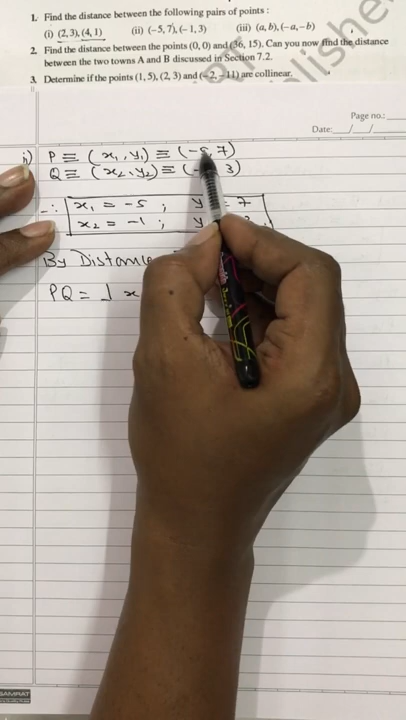 1. Find the distance between the following pairs of points :
(i) (2, 3), (4, 1) (ii) (−5, 7), (−1, 3) (iii) (a, b), (−a, −b)
2. Find the distance between the points (0, 0) and (36, 15). Can you now find the distance
between the two towns A and B discussed in Section 7.2.
3. Determine if the points (1, 5), (2, 3) and (−2, −11) are collinear.
Page no.:
Date: / /
P ≡ (x₁, y₁) ≡ (−5, 7)
Q ≡ (x₂, y₂) ≡ (− 3)
∴ x₁ = −5 ; y = 7
x₂ = −1 ; y
By Distance
PQ = √ x